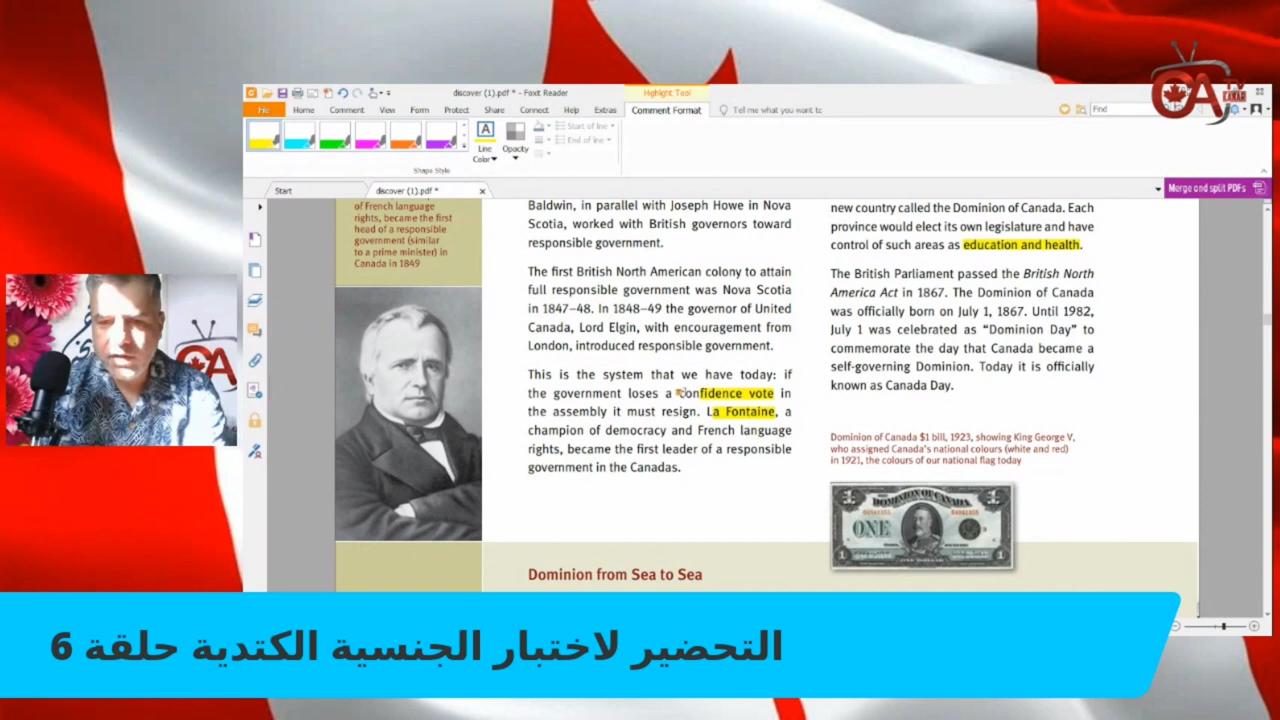 discover (1).pdf * - Foxit Reader
Highlight Tool
File
Home
Comment
View
Form
Protect
Share
Connect
Help
Extras
Comment Format
Tell me what you want to
Find
Line
Color
Opacity
Start of line
End of line
Shape Style
Start
discover (1).pdf *
Merge and split PDFs
of French language
rights, became the first
head of a responsible
government (similar
to a prime minister) in
Canada in 1849
Baldwin, in parallel with Joseph Howe in Nova
Scotia, worked with British governors toward
responsible government.
The first British North American colony to attain
full responsible government was Nova Scotia
in 1847–48. In 1848–49 the governor of United
Canada, Lord Elgin, with encouragement from
London, introduced responsible government.
This is the system that we have today: if
the government loses a confidence vote in
the assembly it must resign. La Fontaine, a
champion of democracy and French language
rights, became the first leader of a responsible
government in the Canadas.
new country called the Dominion of Canada. Each
province would elect its own legislature and have
control of such areas as education and health.
The British Parliament passed the British North
America Act in 1867. The Dominion of Canada
was officially born on July 1, 1867. Until 1982,
July 1 was celebrated as “Dominion Day” to
commemorate the day that Canada became a
self-governing Dominion. Today it is officially
known as Canada Day.
Dominion of Canada $1 bill, 1923, showing King George V,
who assigned Canada's national colours (white and red)
in 1921, the colours of our national flag today
DOMINION OF CANADA
ONE
Dominion from Sea to Sea
التحضير لاختبار الجنسية الكتدية حلقة 6